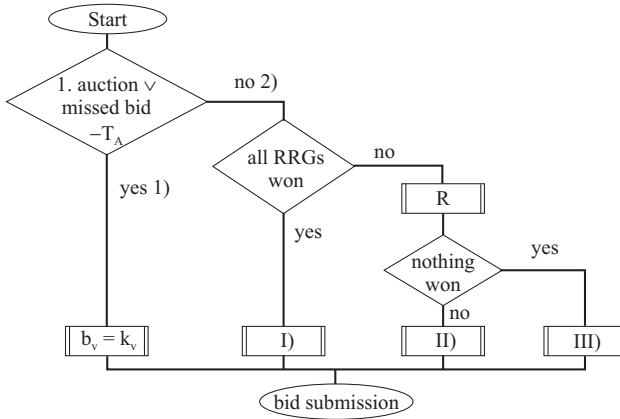 Start
1. auction ∨
missed bid
−T_A
no 2)
all RRGs
won
no
yes 1)
R
yes
nothing
won
yes
no
b_v = k_v
I)
II)
III)
bid submission